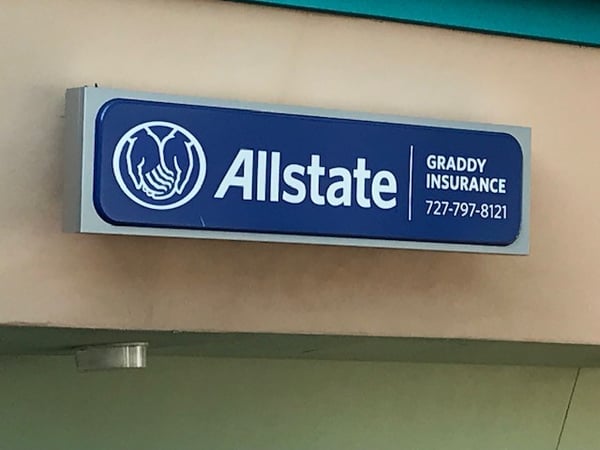 Allstate
GRADDY
INSURANCE
727-797-8121